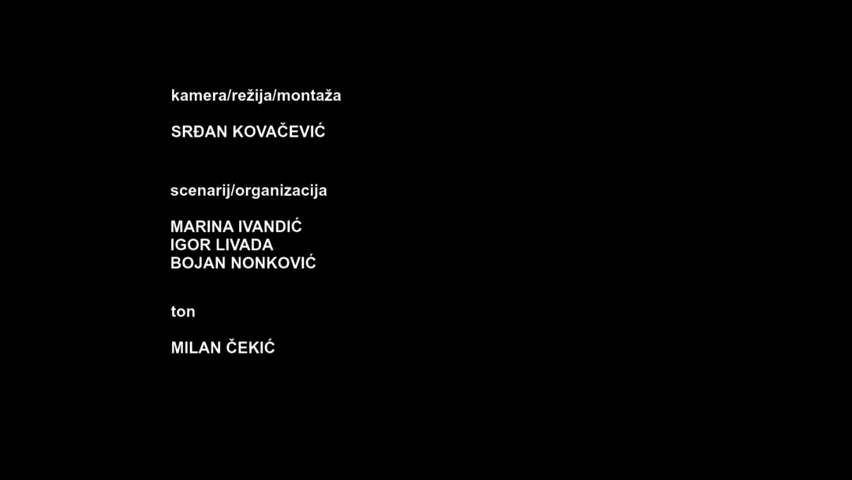 kamera/režija/montaža
SRĐAN KOVAČEVIĆ
scenarij/organizacija
MARINA IVANDIĆ
IGOR LIVADA
BOJAN NONKOVIĆ
ton
MILAN ČEKIĆ